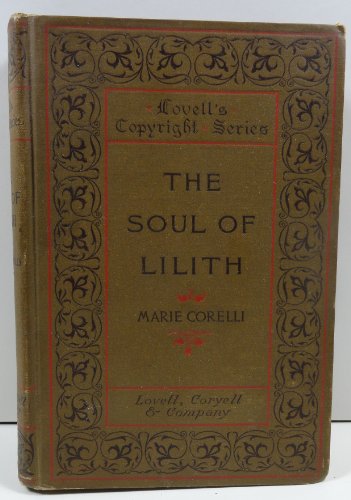 Lovell's
Copyright Series
THE
SOUL OF
LILITH
MARIE CORELLI
Lovell, Coryell
& Company